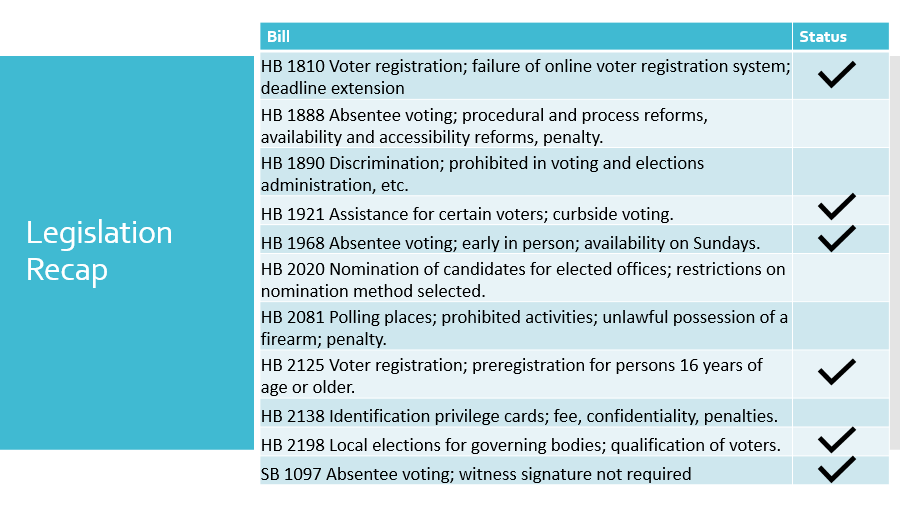 Legislation
Recap
Bill Status
HB 1810 Voter registration; failure of online voter registration system;
deadline extension
HB 1888 Absentee voting; procedural and process reforms,
availability and accessibility reforms, penalty.
HB 1890 Discrimination; prohibited in voting and elections
administration, etc.
HB 1921 Assistance for certain voters; curbside voting.
HB 1968 Absentee voting; early in person; availability on Sundays.
HB 2020 Nomination of candidates for elected offices; restrictions on
nomination method selected.
HB 2081 Polling places; prohibited activities; unlawful possession of a
firearm; penalty.
HB 2125 Voter registration; preregistration for persons 16 years of
age or older.
HB 2138 Identification privilege cards; fee, confidentiality, penalties.
HB 2198 Local elections for governing bodies; qualification of voters.
SB 1097 Absentee voting; witness signature not required